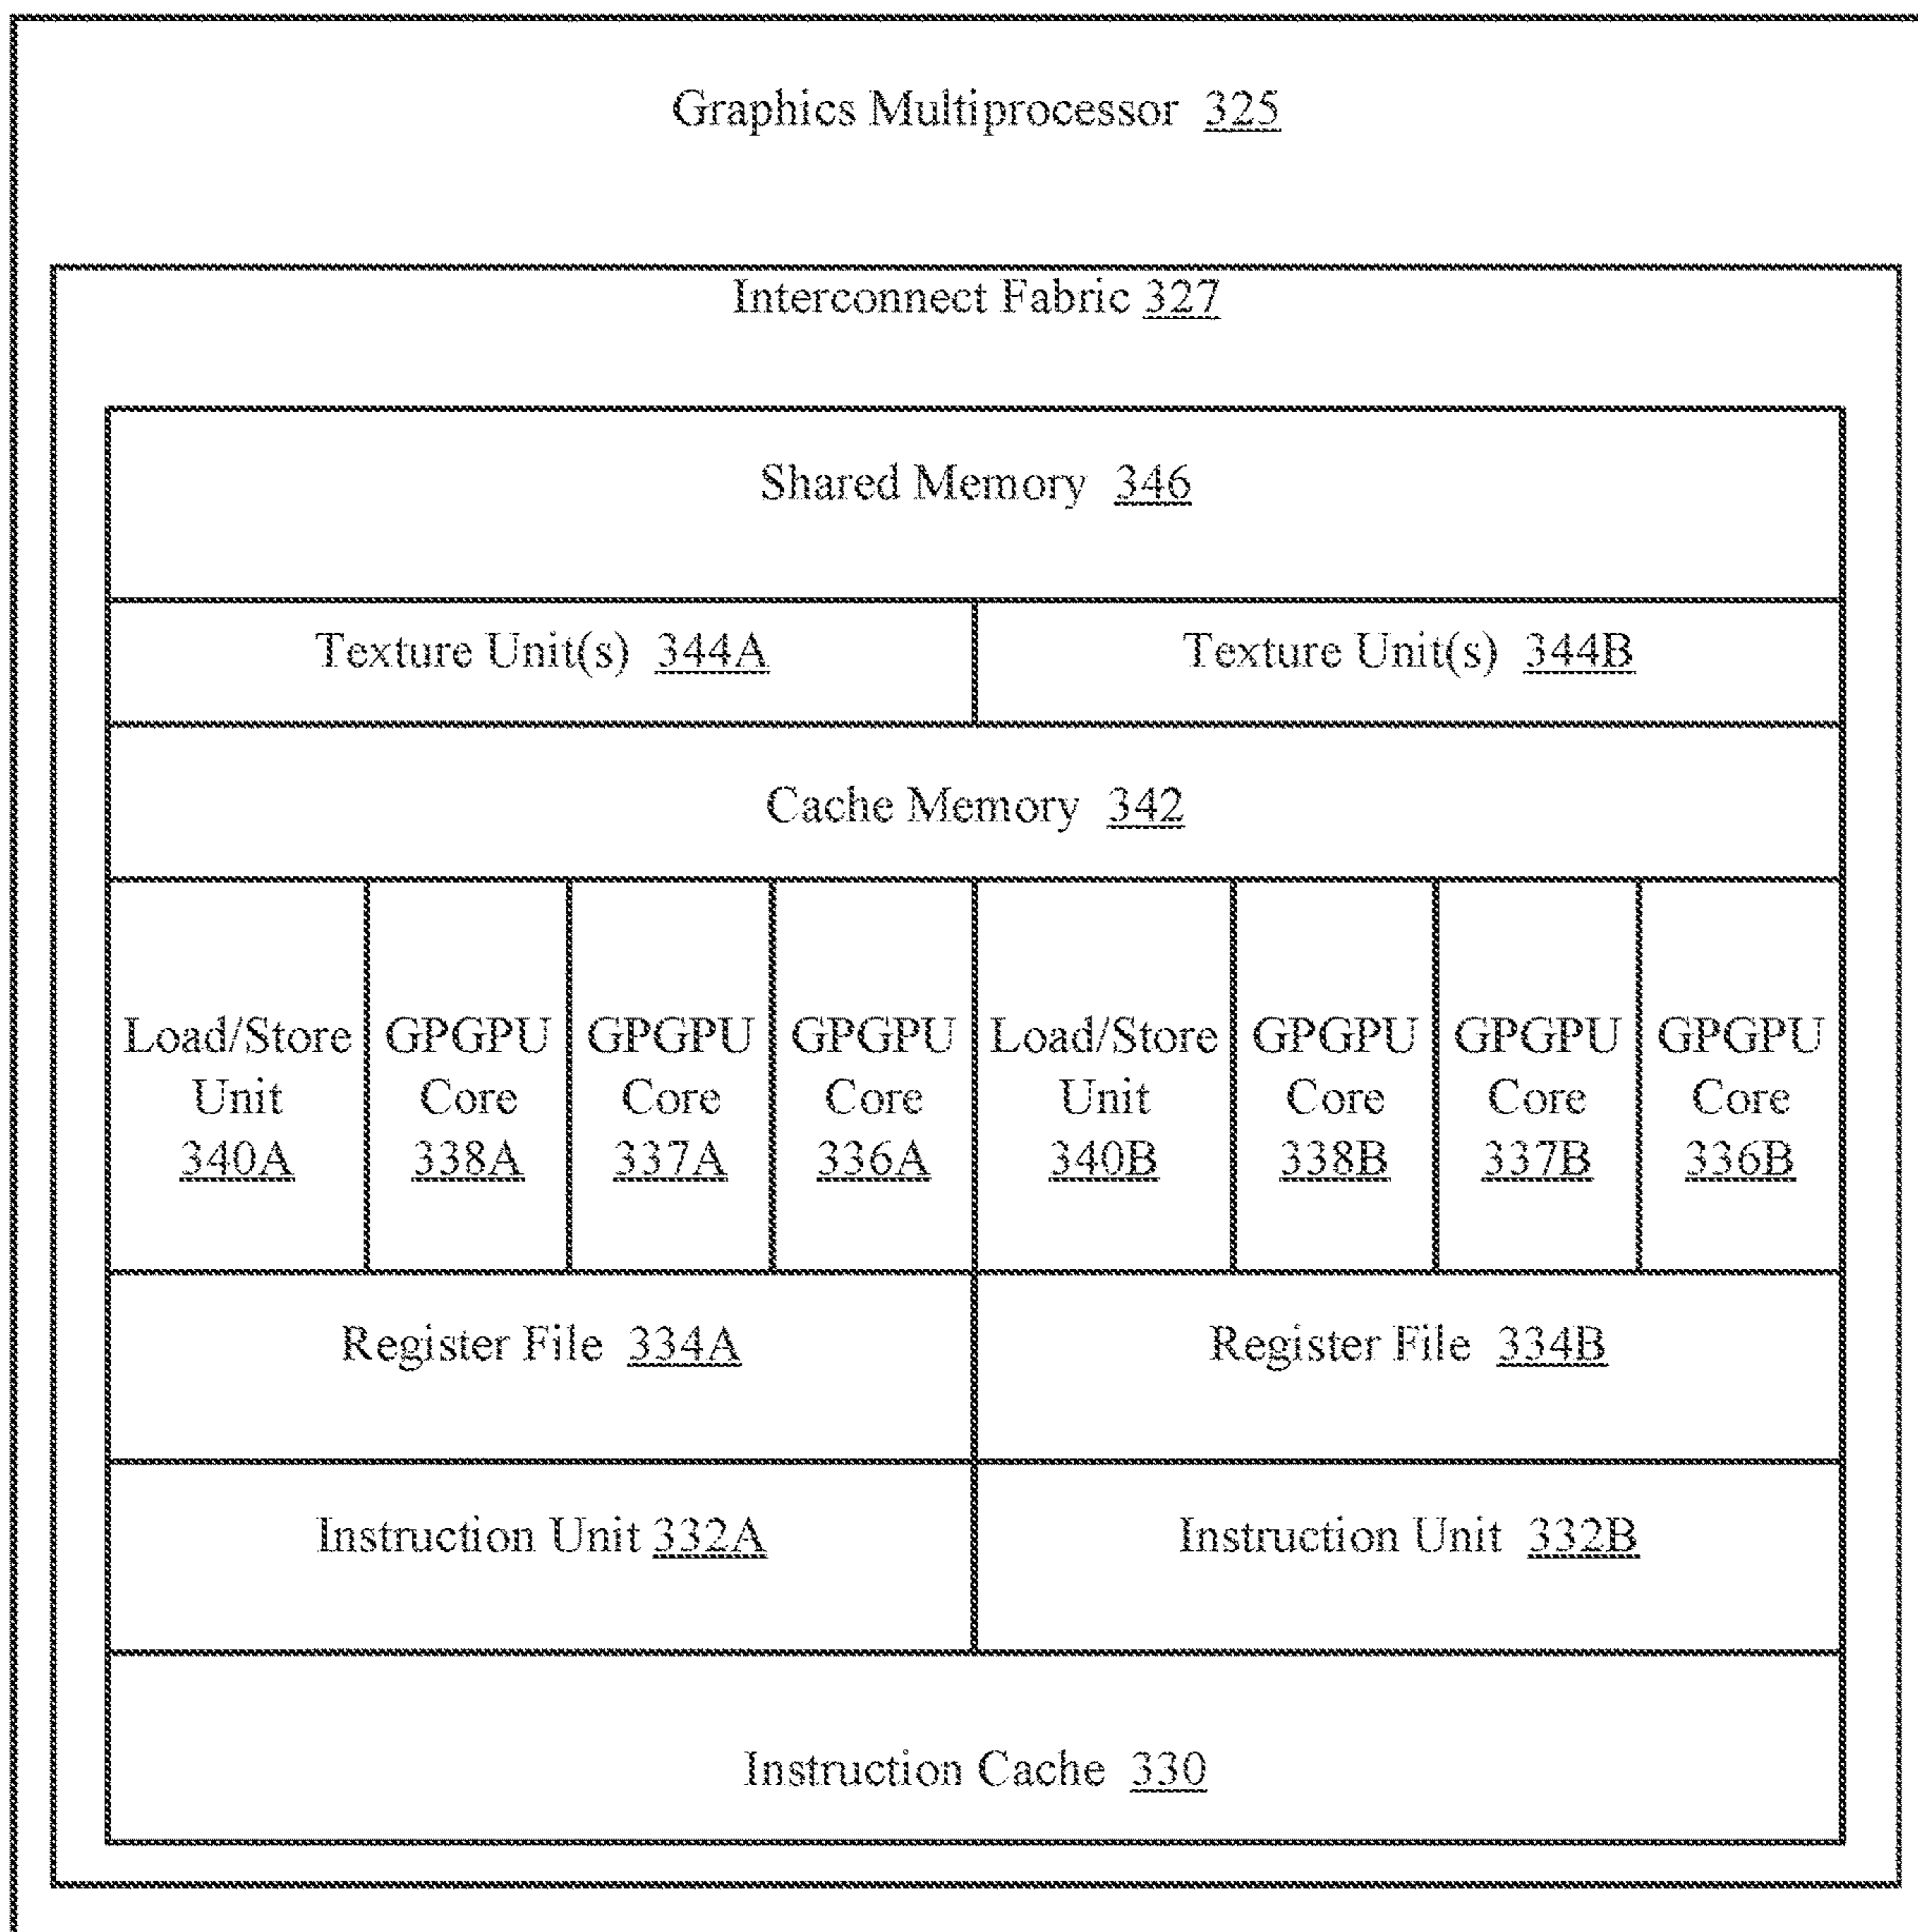 Graphics Multiprocessor 325
Interconnect Fabric 327
Shared Memory 346
Texture Unit(s) 344A
Texture Unit(s) 344B
Cache Memory 342
Load/Store
Unit
340A
GPGPU
Core
338A
GPGPU
Core
337A
GPGPU
Core
336A
Load/Store
Unit
340B
GPGPU
Core
338B
GPGPU
Core
337B
GPGPU
Core
336B
Register File 334A
Register File 334B
Instruction Unit 332A
Instruction Unit 332B
Instruction Cache 330